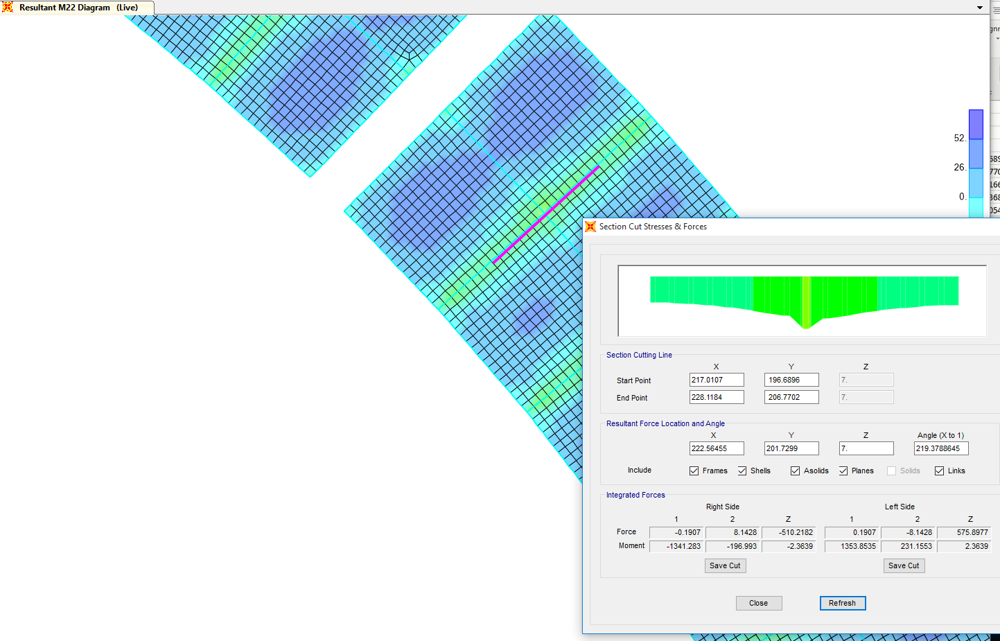 Resultant M22 Diagram (Live)
52.
26.
0.
Section Cut Stresses & Forces
Section Cutting Line
X Y Z
Start Point 217.0107 196.6896 7.
End Point 228.1184 206.7702 7.
Resultant Force Location and Angle
X Y Z Angle (X to 1)
222.56455 201.7299 7. 219.3788645
Include Frames Shells Asolids Planes Solids Links
Integrated Forces
Right Side Left Side
1 2 Z 1 2 Z
Force -0.1907 8.1428 -510.2182 0.1907 -8.1428 575.8977
Moment -1341.283 -196.993 -2.3639 1353.8535 231.1553 2.3639
Save Cut Save Cut
Close Refresh